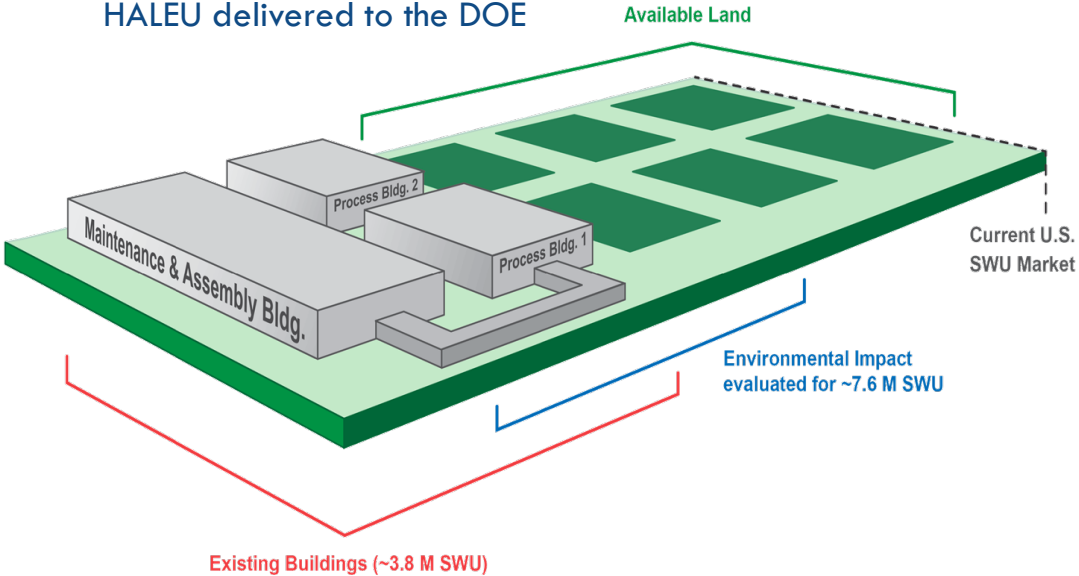 HALEU delivered to the DOE
Available Land
Process Bldg. 2
Process Bldg. 1
Maintenance & Assembly Bldg.
Current U.S.
SWU Market
Environmental Impact
evaluated for ~7.6 M SWU
Existing Buildings (~3.8 M SWU)